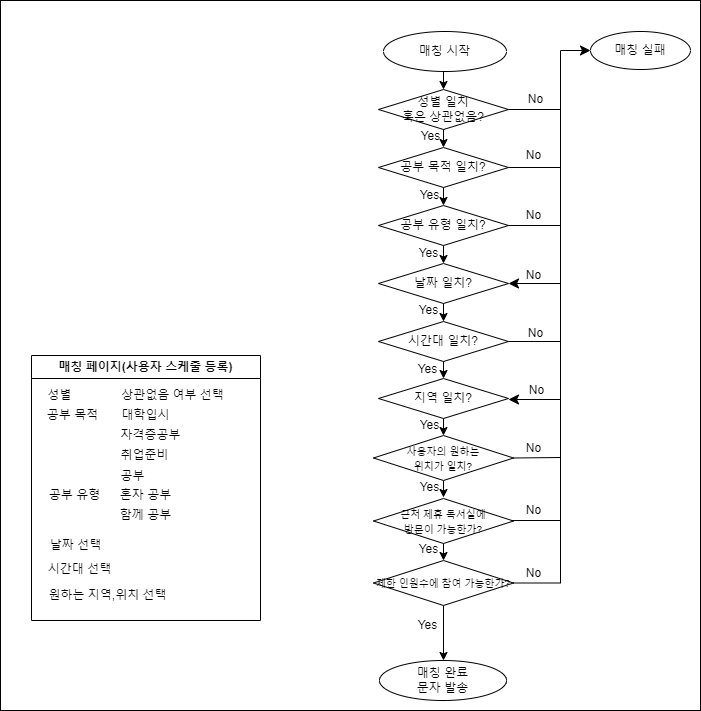 매칭 시작
매칭 실패
성별 일치
혹은 상관없음?
No
Yes
공부 목적 일치?
No
Yes
공부 유형 일치?
No
Yes
날짜 일치?
No
Yes
시간대 일치?
No
Yes
지역 일치?
No
Yes
사용자의 원하는
위치가 일치?
No
Yes
근처 제휴 독서실에
방문이 가능한가?
No
Yes
제한 인원수에 참여 가능한가?
No
Yes
매칭 완료
문자 발송
매칭 페이지(사용자 스케줄 등록)
성별 상관없음 여부 선택
공부 목적 대학입시
자격증공부
취업준비
공부
공부 유형 혼자 공부
함께 공부
날짜 선택
시간대 선택
원하는 지역,위치 선택